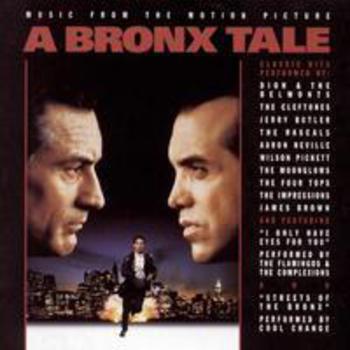 MUSIC FROM THE MOTION PICTURE
A BRONX TALE
CLASSIC HITS
PERFORMED BY:
DION & THE
BELMONTS
THE CLEFTONES
JERRY BUTLER
THE RASCALS
AARON NEVILLE
WILSON PICKETT
THE MOONGLOWS
THE FOUR TOPS
THE IMPRESSIONS
JAMES BROWN
AND FEATURING
"I ONLY HAVE
EYES FOR YOU"
PERFORMED BY
THE FLAMINGOS &
THE COMPLEXIONS
AND
"STREETS OF
THE BRONX"
PERFORMED BY
COOL CHANGE